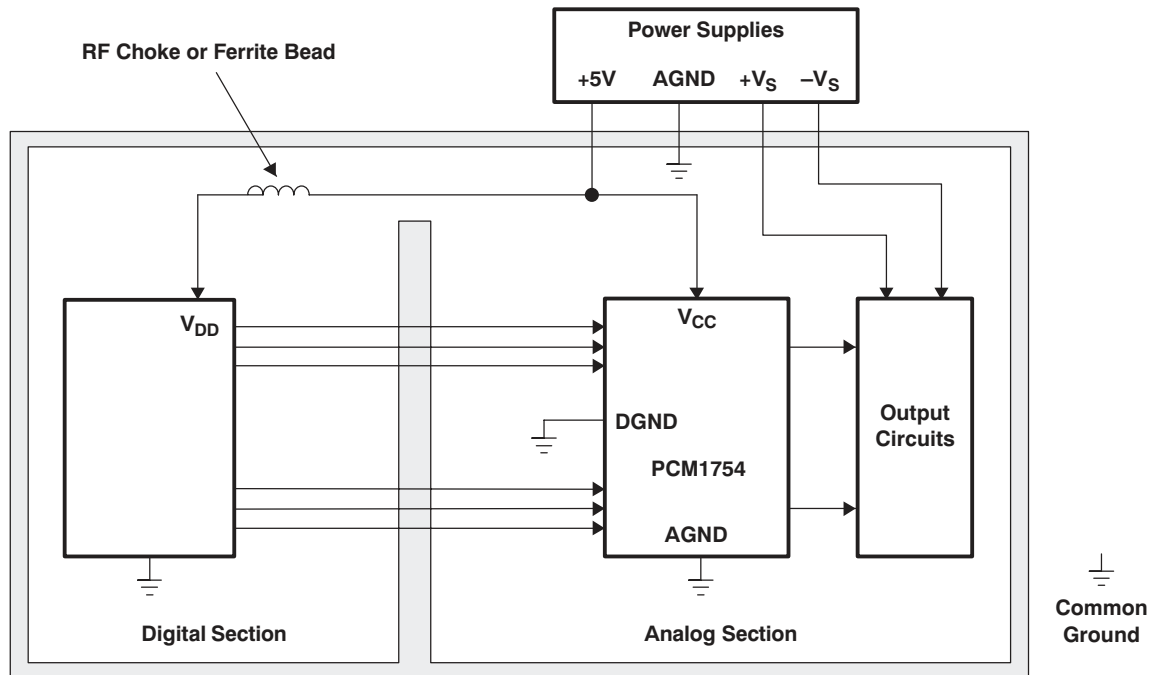 Power Supplies
RF Choke or Ferrite Bead
+5V AGND +VS –VS
VDD
VCC
DGND
Output
Circuits
PCM1754
AGND
Common
Ground
Digital Section
Analog Section